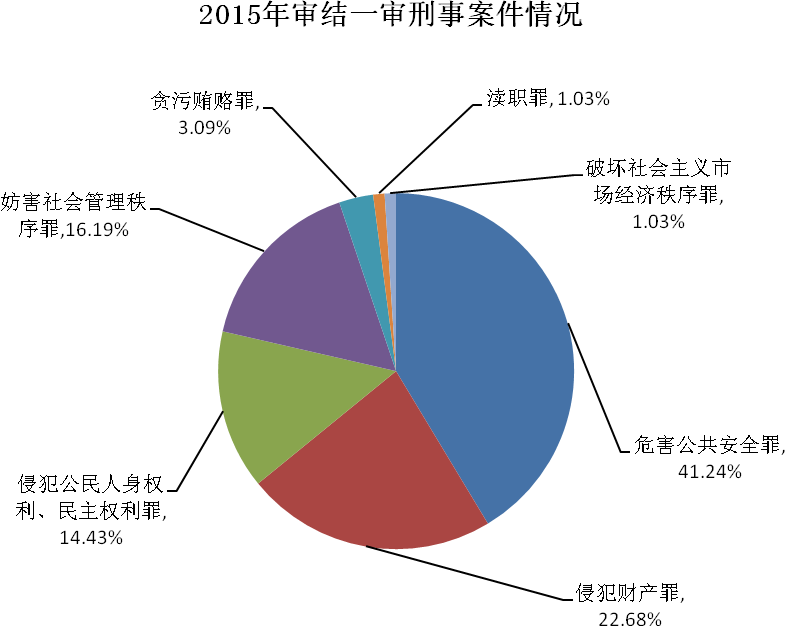 2015年审结一审刑事案件情况
贪污贿赂罪,
3.09%
渎职罪, 1.03%
破坏社会主义市
场经济秩序罪,
1.03%
妨害社会管理秩
序罪,16.19%
危害公共安全罪,
41.24%
侵犯公民人身权
利、民主权利罪,
14.43%
侵犯财产罪,
22.68%